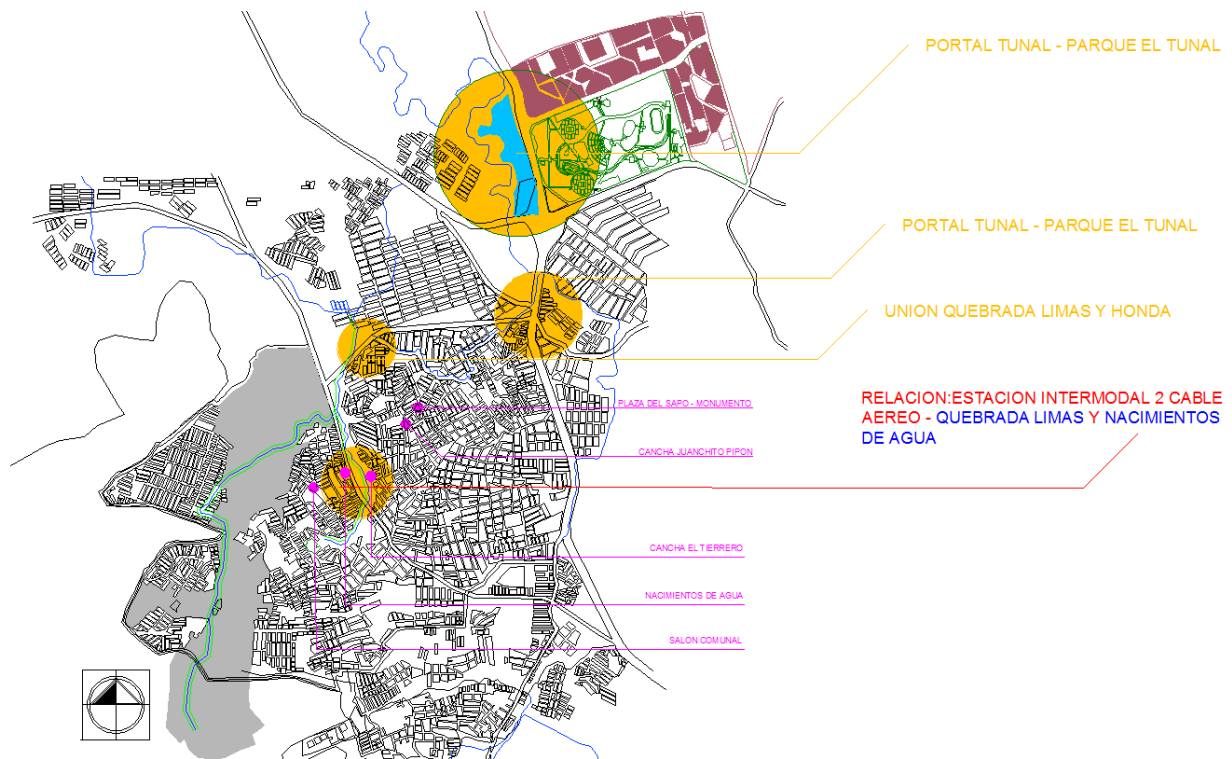 PORTAL TUNAL - PARQUE EL TUNAL
PORTAL TUNAL - PARQUE EL TUNAL
UNION QUEBRADA LIMAS Y HONDA
RELACION:ESTACION INTERMODAL 2 CABLE
AEREO - QUEBRADA LIMAS Y NACIMIENTOS
DE AGUA
PLAZA DEL SAPO - MONUMENTO
CANCHA JUANCHITO PIPON
CANCHA EL TIERRERO
NACIMIENTOS DE AGUA
SALON COMUNAL